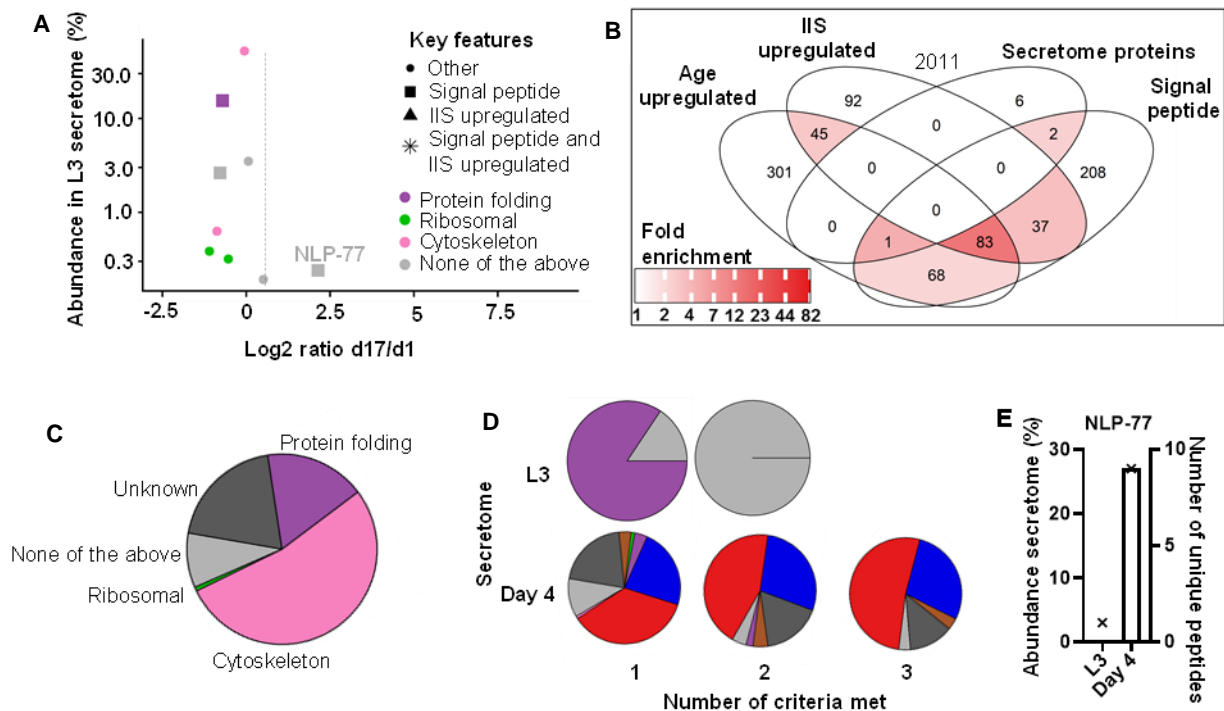 A
Abundance in L3 secretome (%)
30.0
10.0
3.0
1.0
0.3
-2.5
0
2.5
5
7.5
Log2 ratio d17/d1
NLP-77
Key features
Other
Signal peptide
IIS upregulated
Signal peptide and
IIS upregulated
Protein folding
Ribosomal
Cytoskeleton
None of the above
B
IIS
upregulated
2011
Secretome proteins
Age
upregulated
Signal
peptide
92
6
45
0
2
301
0
0
208
0
0
1
83
37
68
Fold
enrichment
1 2 4 7 12 23 44 82
C
Protein folding
Unknown
None of the above
Ribosomal
Cytoskeleton
D
Secretome
L3
Day 4
1
2
3
Number of criteria met
E
NLP-77
Abundance secretome (%)
30
20
10
0
10
5
0
Number of unique peptides
L3
Day 4